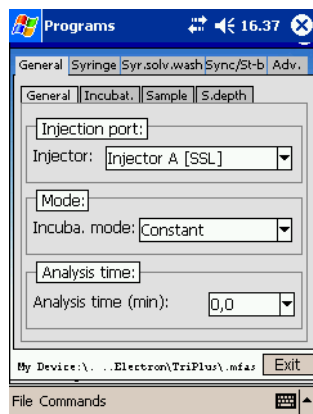 Programs 16.37
General Syringe Syr.solv.wash Sync/St-b Adv.
General Incubat. Sample S.depth
Injection port:
Injector: Injector A [SSL]
Mode:
Incuba. mode: Constant
Analysis time:
Analysis time (min): 0,0
My Device:\. ..Electron\TriPlus\.mfas Exit
File Commands